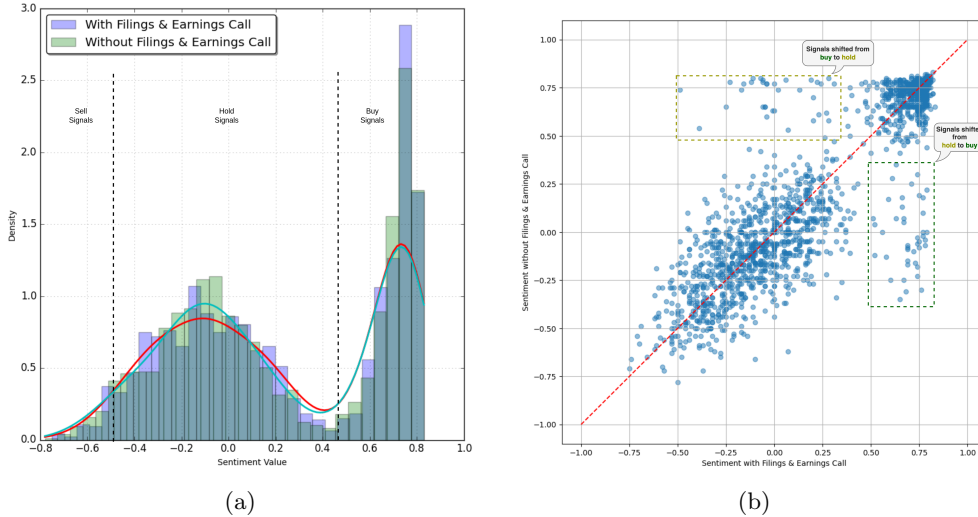 With Filings & Earnings Call
Without Filings & Earnings Call
Sell
Signals
Hold
Signals
Buy
Signals
Density
3.0
2.5
2.0
1.5
1.0
0.5
0.0
−0.8 −0.6 −0.4 −0.2 0.0 0.2 0.4 0.6 0.8 1.0
Sentiment Value
(a)
Signals shifted from
buy to hold
Signals shifted
from
hold to buy
Sentiment without Filings & Earnings Call
1.00
0.75
0.50
0.25
0.00
−0.25
−0.50
−0.75
−1.00
−1.00 −0.75 −0.50 −0.25 0.00 0.25 0.50 0.75 1.00
Sentiment with Filings & Earnings Call
(b)